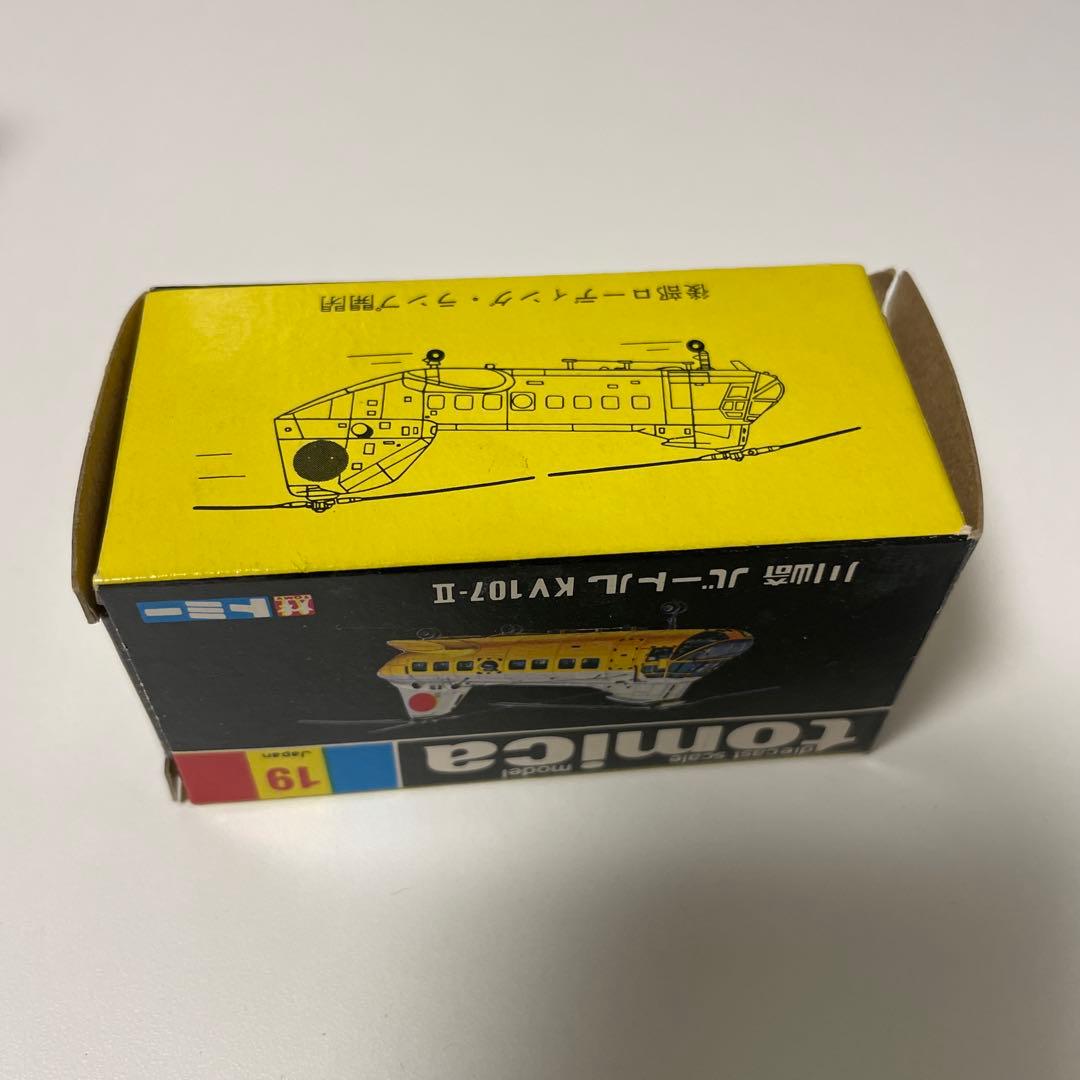 後部ローディング・ランプ開閉
tomica
diecast scale model
19
Japan
川崎 バートル KV107-II
トミー
TOMY